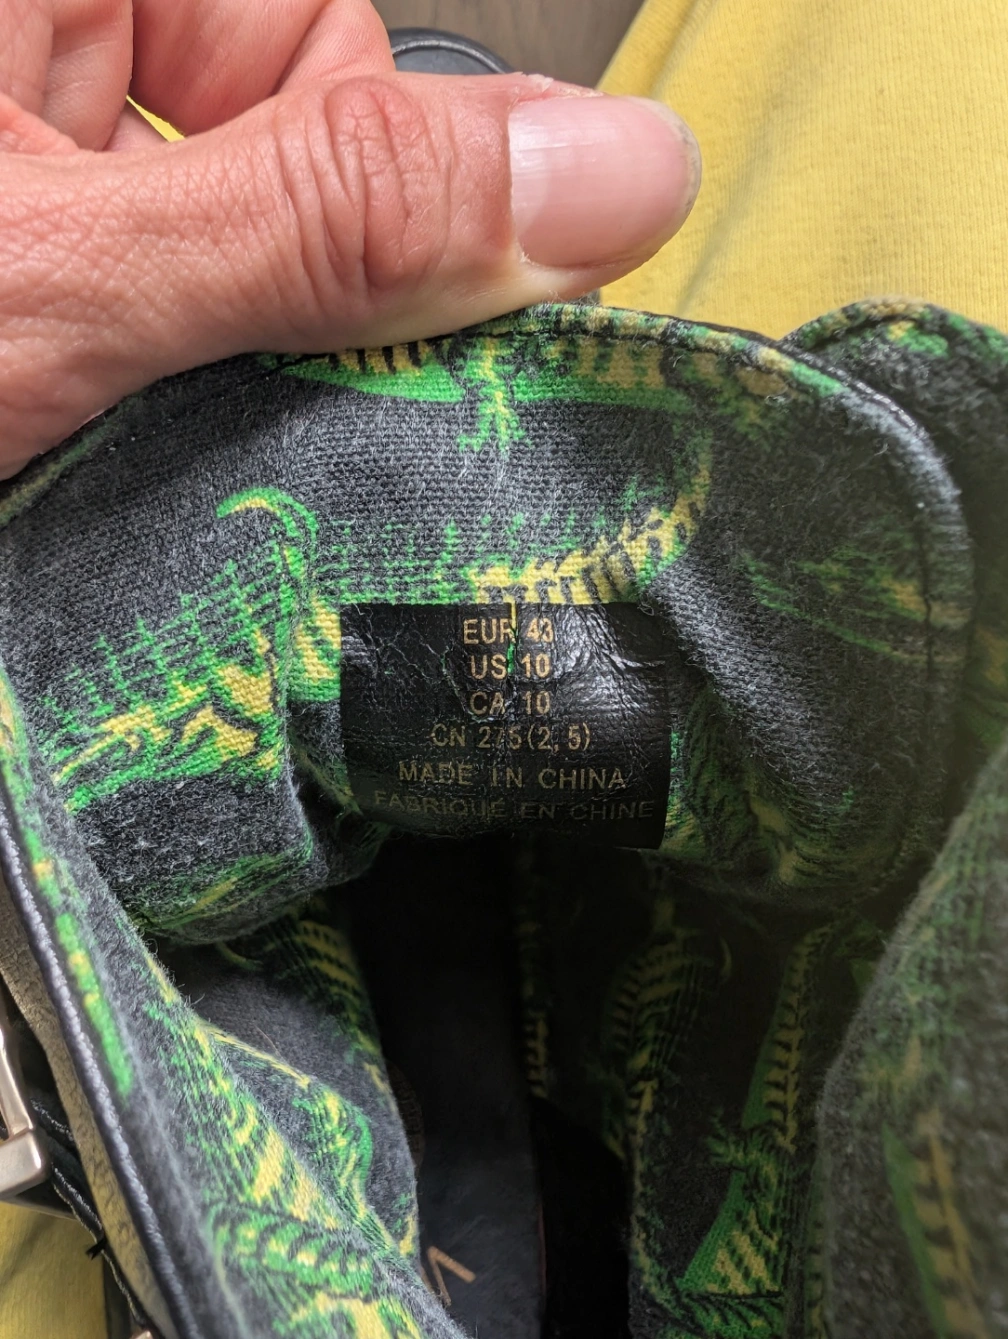 EUR 43
US 10
CA 10
CN 275(2, 5)
MADE IN CHINA
FABRIQUE EN CHINE